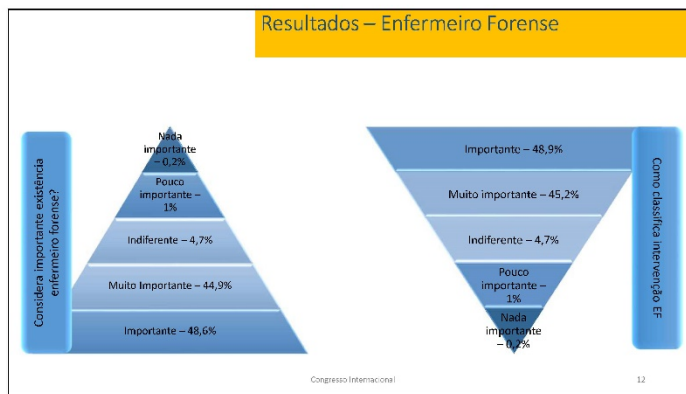 Resultados – Enfermeiro Forense
Considera importante existência
enfermeiro forense?
Nada
importante
– 0,2%
Pouco
importante –
1%
Indiferente – 4,7%
Muito Importante – 44,9%
Importante – 48,6%
Importante – 48,9%
Muito importante – 45,2%
Indiferente – 4,7%
Pouco
importante –
1%
Nada
importante
– 0,2%
Como classifica intervenção EF
Congresso Internacional
12